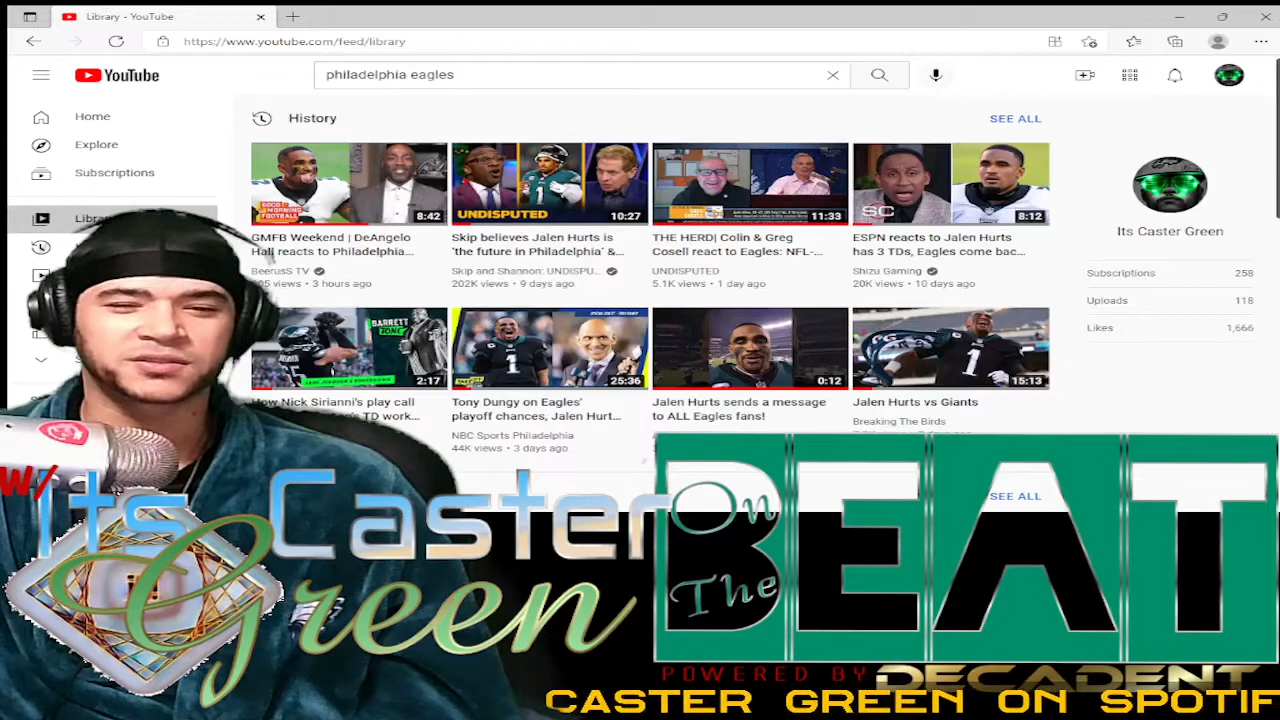 Library - YouTube
https://www.youtube.com/feed/library
YouTube
philadelphia eagles
Home
Explore
Subscriptions
History
SEE ALL
8:42
UNDISPUTED
10:27
11:33
SC
8:12
GMFB Weekend | DeAngelo
Hall reacts to Philadelphia...
BeerusS TV
3 hours ago
Skip believes Jalen Hurts is
'the future in Philadelphia' &...
Skip and Shannon: UNDISPU...
202K views • 9 days ago
THE HERD| Colin & Greg
Cosell react to Eagles: NFL-...
UNDISPUTED
5.1K views • 1 day ago
ESPN reacts to Jalen Hurts
has 3 TDs, Eagles come bac...
Shizu Gaming
20K views • 10 days ago
Its Caster Green
Subscriptions 258
Uploads 118
Likes 1,666
BARRETT
2:17
25:36
0:12
15:13
How Nick Sirianni's play call
TD work...
Tony Dungy on Eagles'
playoff chances, Jalen Hurt...
NBC Sports Philadelphia
44K views • 3 days ago
Jalen Hurts sends a message
to ALL Eagles fans!
Jalen Hurts vs Giants
Breaking The Birds
SEE ALL
W/ Its Caster
Green
On
The
BEAT
POWERED BY DECADENT
CASTER GREEN ON SPOTIF